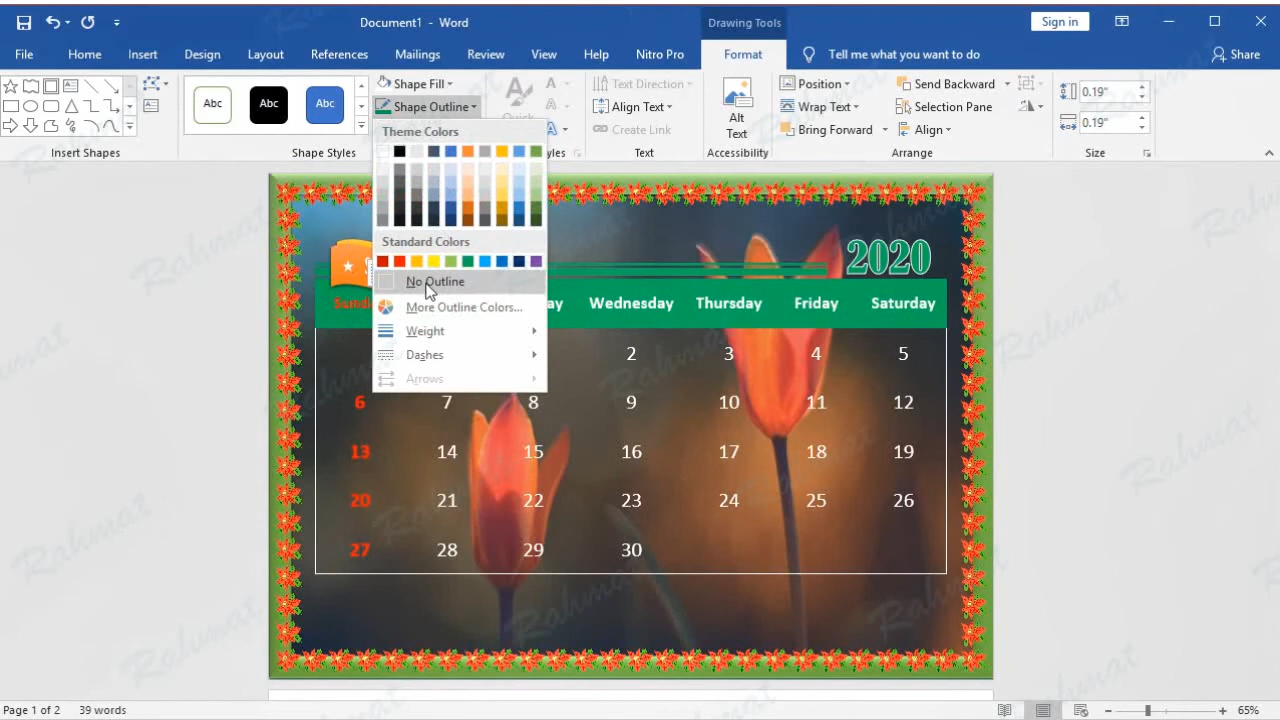 Document1 - Word
Drawing Tools
Sign in
File Home Insert Design Layout References Mailings Review View Help Nitro Pro Format Tell me what you want to do Share
Abc Abc Abc
Shape Fill
Shape Outline
Text Direction
Align Text
Create Link
Alt
Text
Position
Wrap Text
Bring Forward
Send Backward
Selection Pane
Align
0.19"
0.19"
Insert Shapes Shape Styles Text Accessibility Arrange Size
Theme Colors
Standard Colors
No Outline
More Outline Colors...
Weight
Dashes
Arrows
2020
Wednesday Thursday Friday Saturday
2 3 4 5
6 7 8 9 10 11 12
13 14 15 16 17 18 19
20 21 22 23 24 25 26
27 28 29 30
Page 1 of 2 39 words 65%
Rahmat